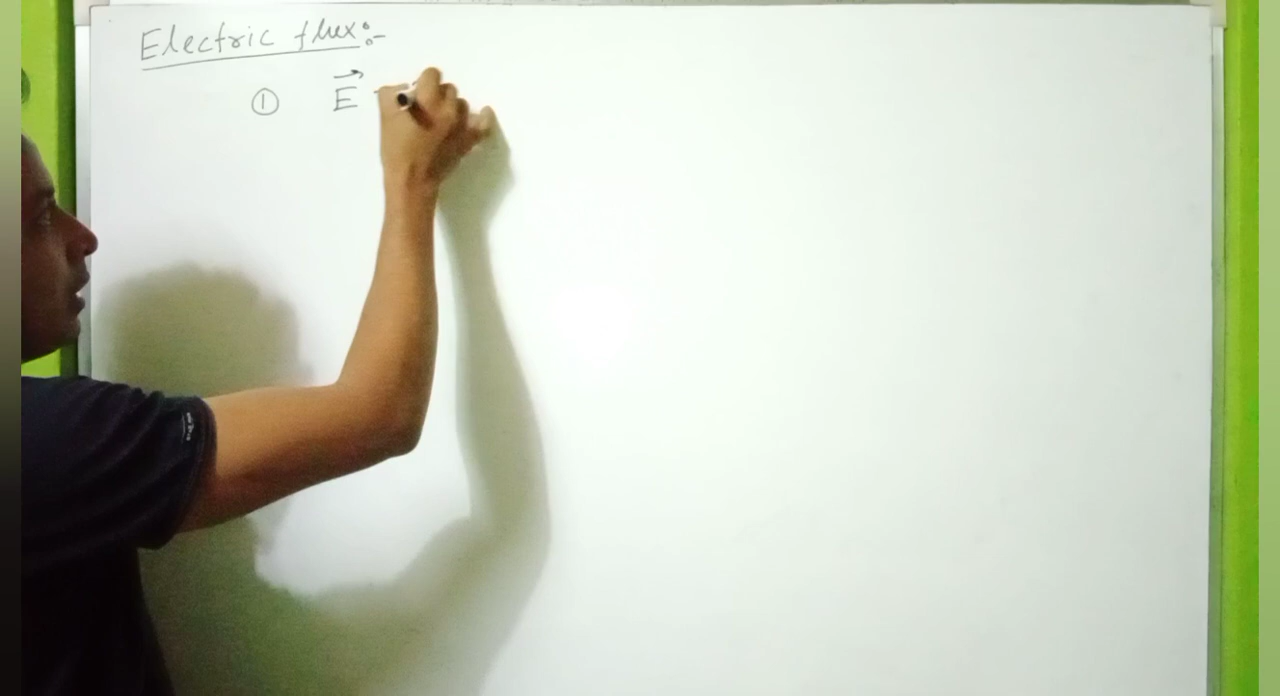 Electric flux:-
① E⃗ -